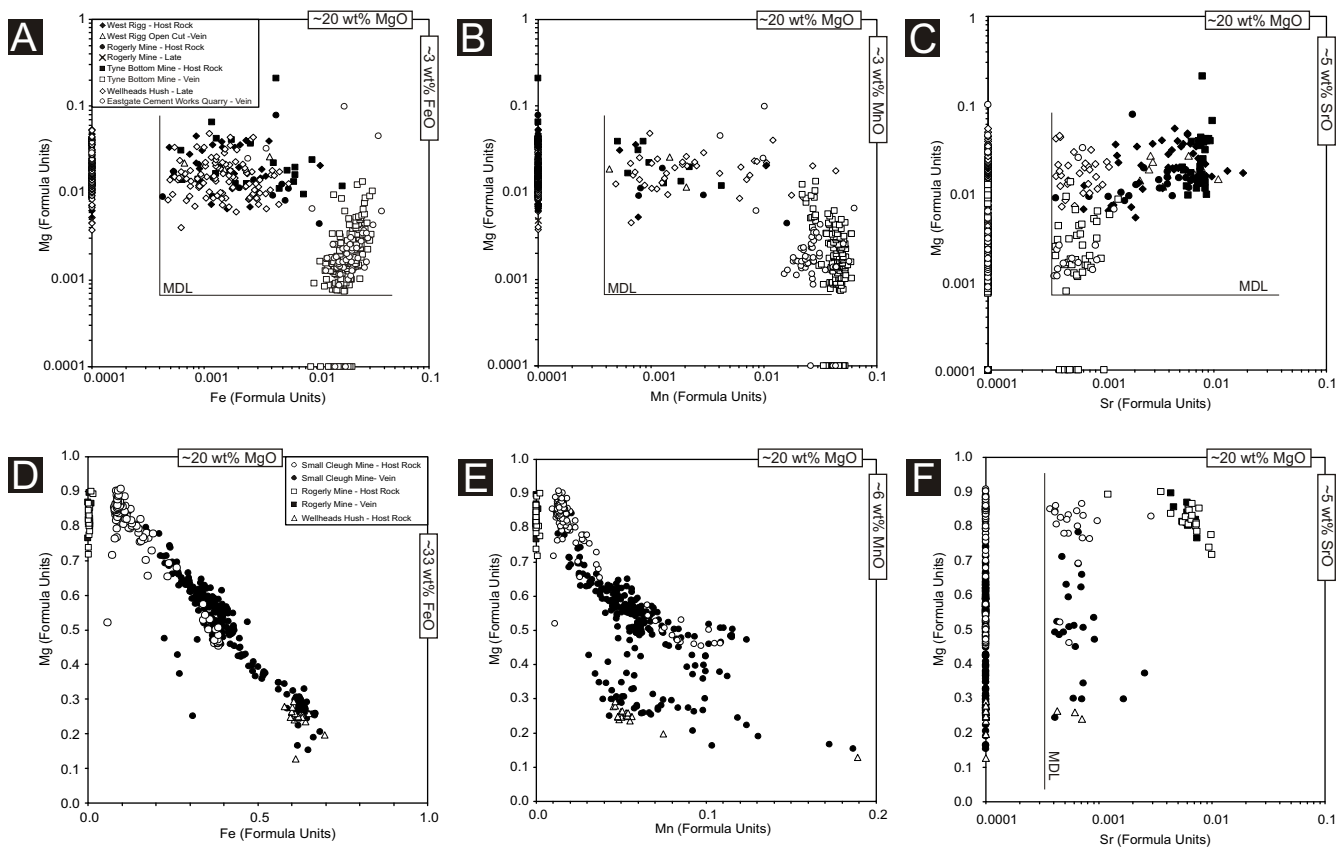 A
~20 wt% MgO
~3 wt% FeO
◆ West Rigg - Host Rock
△ West Rigg Open Cut -Vein
● Rogerly Mine - Host Rock
× Rogerly Mine - Late
■ Tyne Bottom Mine - Host Rock
□ Tyne Bottom Mine - Vein
◇ Wellheads Hush - Late
○ Eastgate Cement Works Quarry - Vein
1
0.1
0.01
0.001
0.0001
Mg (Formula Units)
MDL
0.0001 0.001 0.01 0.1
Fe (Formula Units)
B
~20 wt% MgO
~3 wt% MnO
1
0.1
0.01
0.001
0.0001
Mg (Formula Units)
MDL
0.0001 0.001 0.01 0.1
Mn (Formula Units)
C
~20 wt% MgO
~5 wt% SrO
1
0.1
0.01
0.001
0.0001
Mg (Formula Units)
MDL
0.0001 0.001 0.01 0.1
Sr (Formula Units)
D
~20 wt% MgO
~33 wt% FeO
○ Small Cleugh Mine - Host Rock
● Small Cleugh Mine- Vein
□ Rogerly Mine - Host Rock
■ Rogerly Mine - Vein
△ Wellheads Hush - Host Rock
1.0
0.9
0.8
0.7
0.6
0.5
0.4
0.3
0.2
0.1
0.0
Mg (Formula Units)
0.0 0.5 1.0
Fe (Formula Units)
E
~20 wt% MgO
~6 wt% MnO
1.0
0.9
0.8
0.7
0.6
0.5
0.4
0.3
0.2
0.1
0.0
Mg (Formula Units)
0.0 0.1 0.2
Mn (Formula Units)
F
~20 wt% MgO
~5 wt% SrO
1.0
0.9
0.8
0.7
0.6
0.5
0.4
0.3
0.2
0.1
0.0
Mg (Formula Units)
MDL
0.0001 0.001 0.01 0.1
Sr (Formula Units)